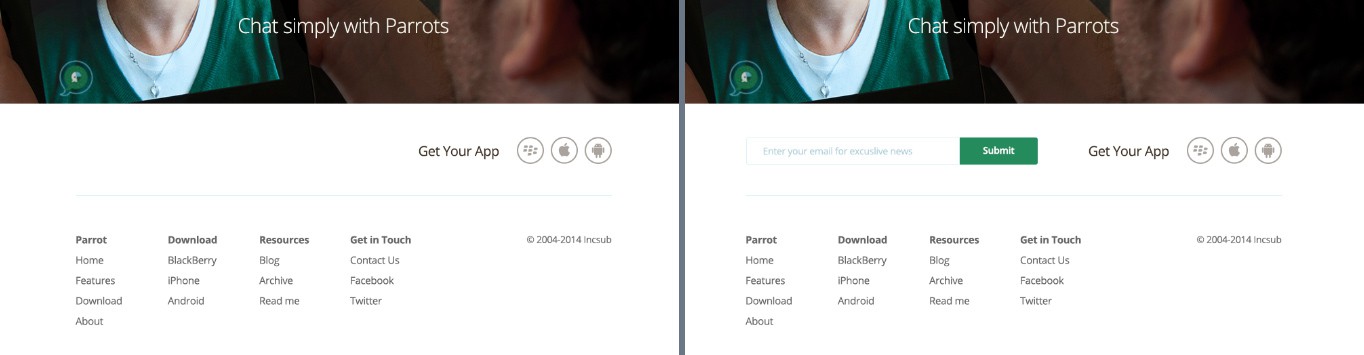 Chat simply with Parrots
Get Your App
Parrot
Home
Features
Download
About
Download
BlackBerry
iPhone
Android
Resources
Blog
Archive
Read me
Get in Touch
Contact Us
Facebook
Twitter
© 2004-2014 Incsub
Chat simply with Parrots
Enter your email for excuslive news
Submit
Get Your App
Parrot
Home
Features
Download
About
Download
BlackBerry
iPhone
Android
Resources
Blog
Archive
Read me
Get in Touch
Contact Us
Facebook
Twitter
© 2004-2014 Incsub